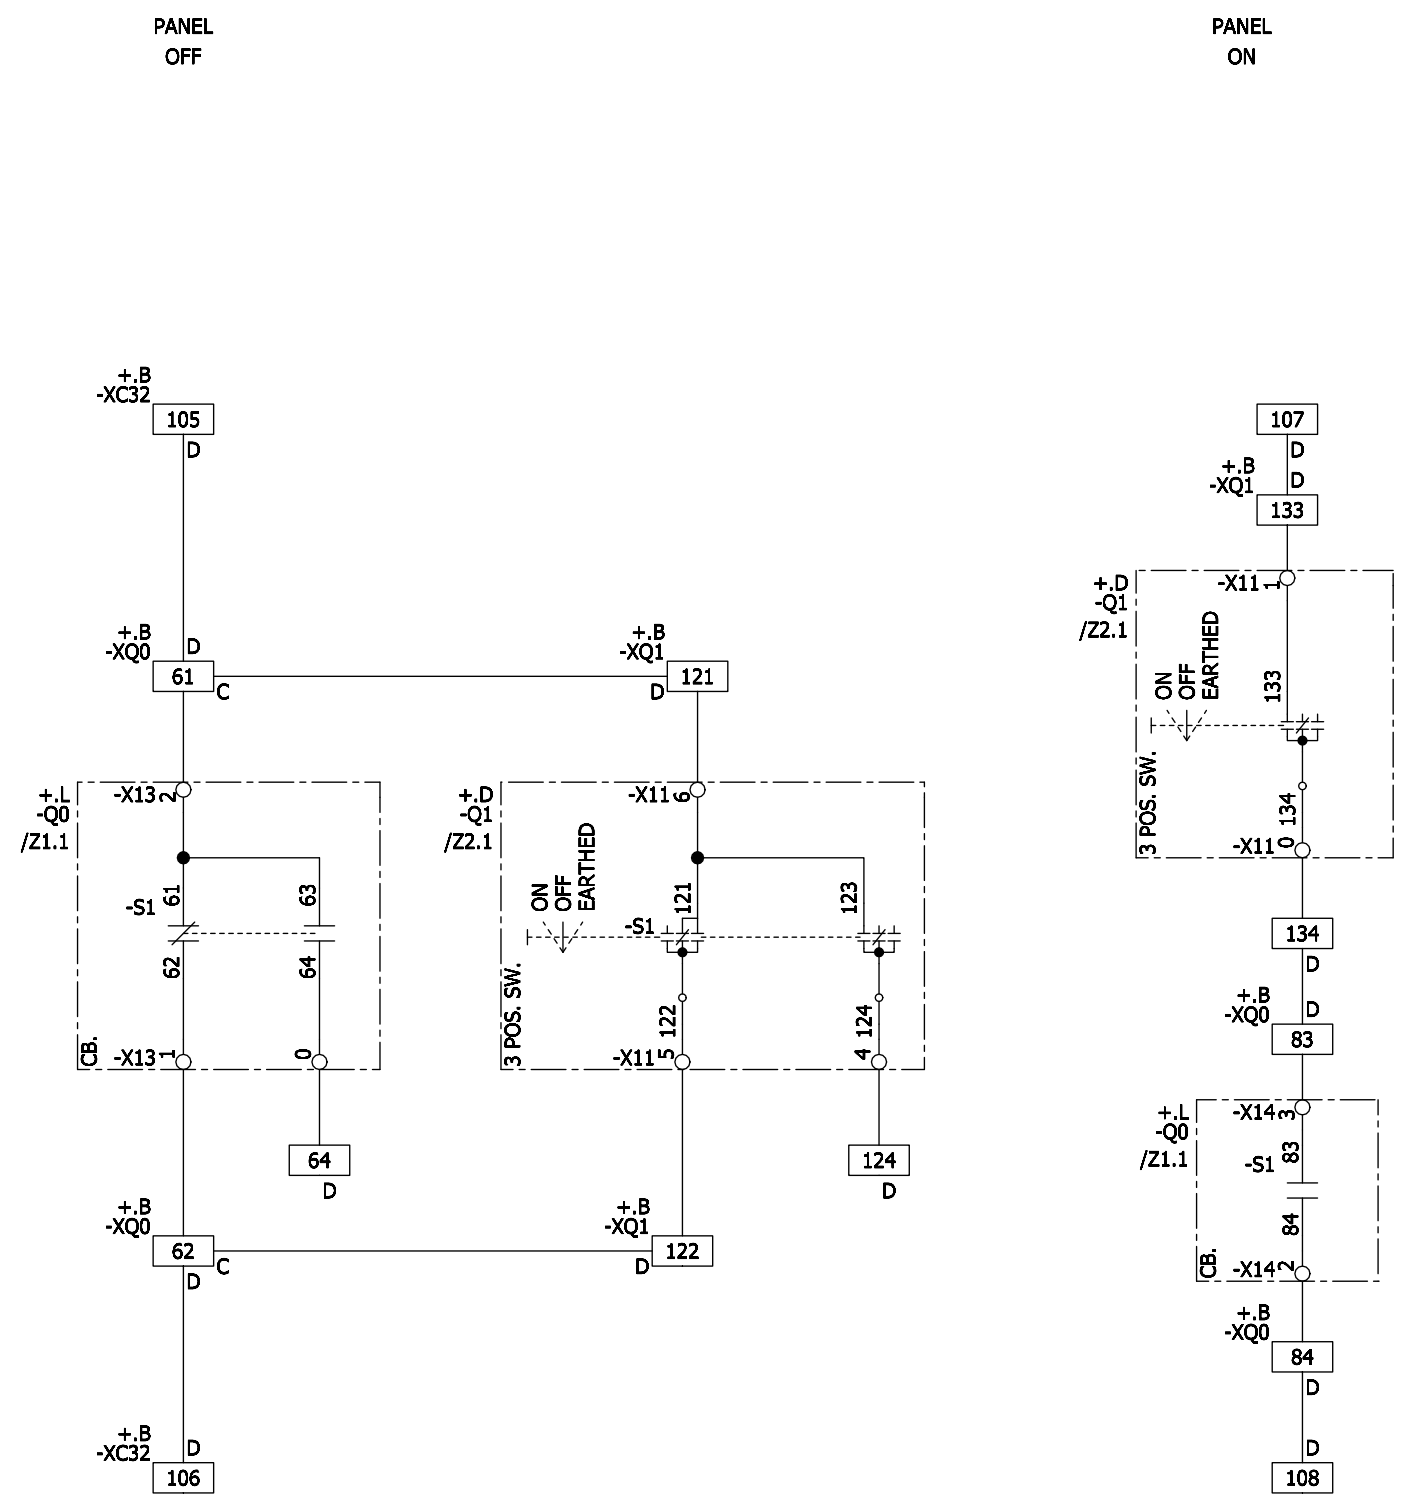 PANEL
OFF
PANEL
ON
+.B
-XC32
105
D
+.B
-XQ0
D
61
C
+.B
-XQ1
D
121
+.L
-Q0
/Z1.1
-X13
2
61
63
-S1
62
64
CB.
-X13
1
0
64
D
+.B
-XQ0
62
D
C
+.B
-XC32
D
106
+.D
-Q1
/Z2.1
-X11
6
ON
OFF
EARTHED
121
123
-S1
3 POS. SW.
122
124
-X11
5
4
124
D
+.B
-XQ1
D
122
107
D
+.B
-XQ1
D
133
+.D
-Q1
/Z2.1
-X11
1
ON
OFF
EARTHED
133
3 POS. SW.
134
-X11
0
134
D
+.B
-XQ0
D
83
+.L
-Q0
/Z1.1
-X14
3
83
-S1
84
CB.
-X14
2
+.B
-XQ0
84
D
D
108